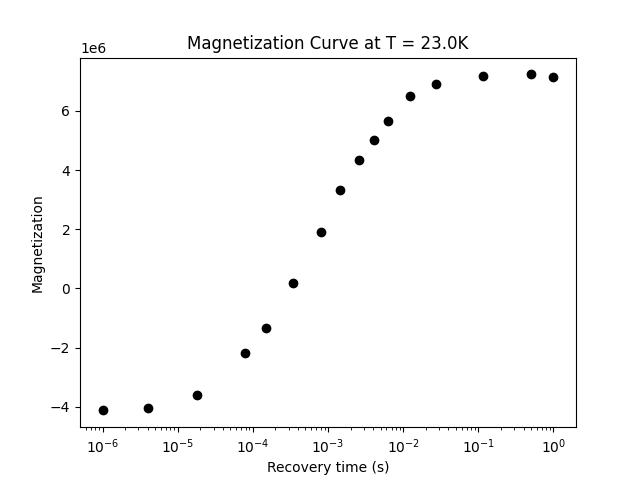 Magnetization Curve at T = 23.0K
1e6
6
4
2
0
−2
−4
Magnetization
10⁻⁶ 10⁻⁵ 10⁻⁴ 10⁻³ 10⁻² 10⁻¹ 10⁰
Recovery time (s)